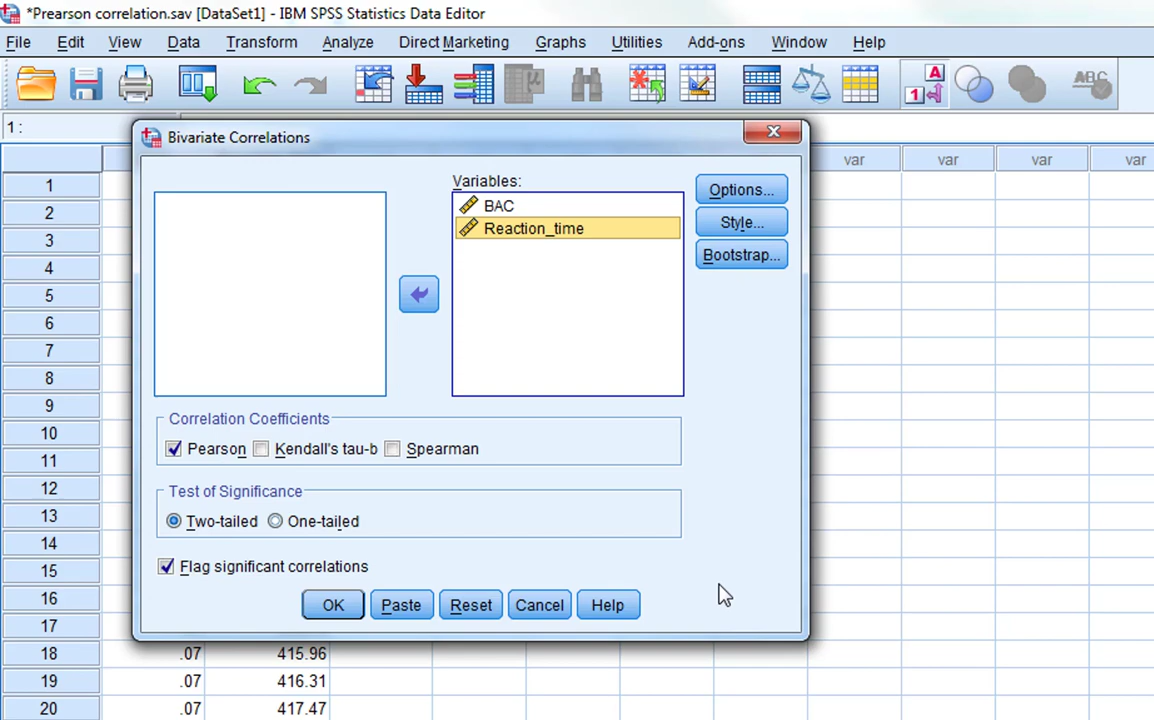 *Prearson correlation.sav [DataSet1] - IBM SPSS Statistics Data Editor
File Edit View Data Transform Analyze Direct Marketing Graphs Utilities Add-ons Window Help
A
1
ABC
1 :
Bivariate Correlations
var var var var
Variables:
BAC
Reaction_time
Options...
Style...
Bootstrap...
Correlation Coefficients
Pearson Kendall's tau-b Spearman
Test of Significance
Two-tailed One-tailed
Flag significant correlations
OK Paste Reset Cancel Help
1
2
3
4
5
6
7
8
9
10
11
12
13
14
15
16
17
18 .07 415.96
19 .07 416.31
20 .07 417.47